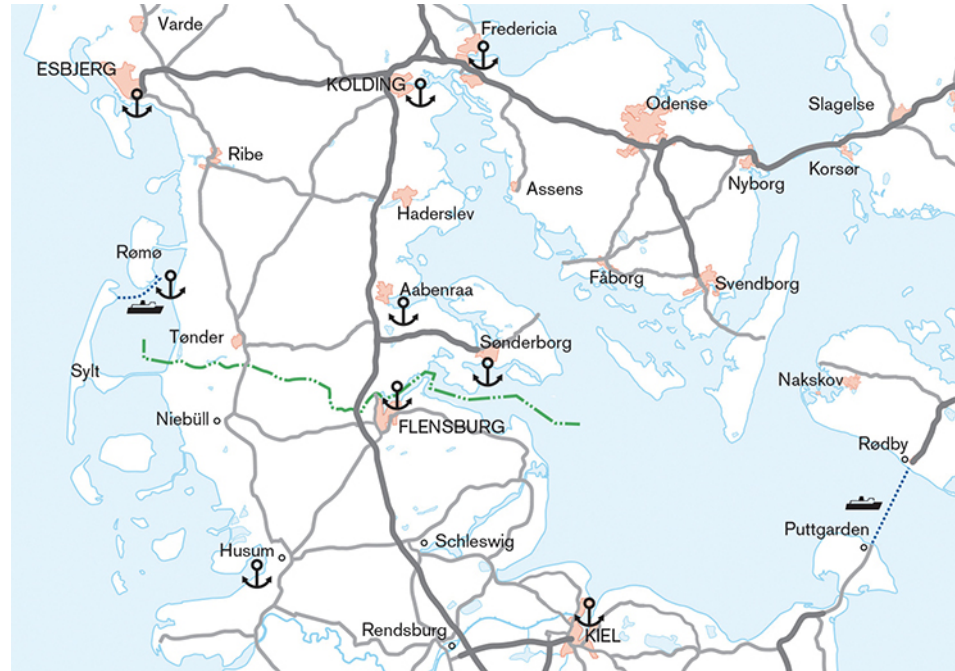 Varde
Fredericia
ESBJERG
KOLDING
Odense
Slagelse
Ribe
Korsør
Nyborg
Assens
Haderslev
Rømø
Fåborg
Svendborg
Aabenraa
Tønder
Sønderborg
Sylt
Nakskov
Niebüll
FLENSBURG
Rødby
Puttgarden
Schleswig
Husum
Rendsburg
KIEL